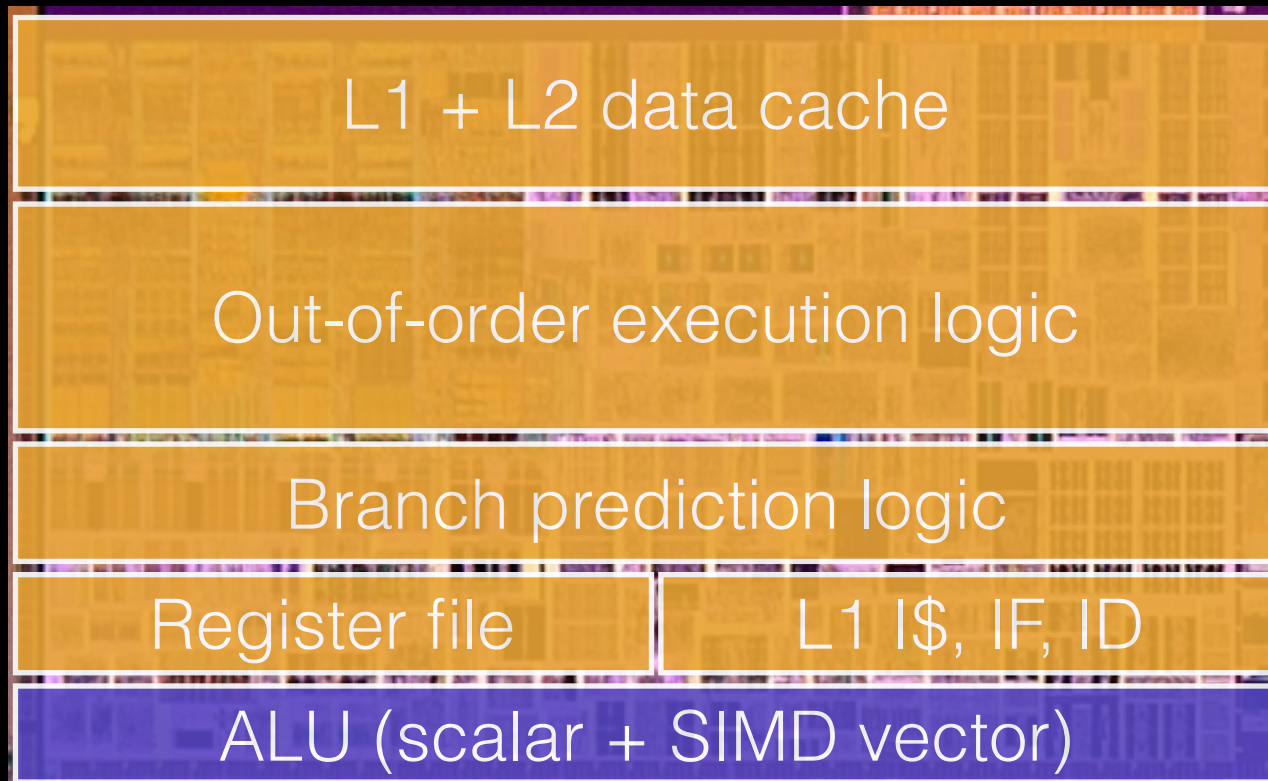 L1 + L2 data cache
Out-of-order execution logic
Branch prediction logic
Register file
L1 I$, IF, ID
ALU (scalar + SIMD vector)